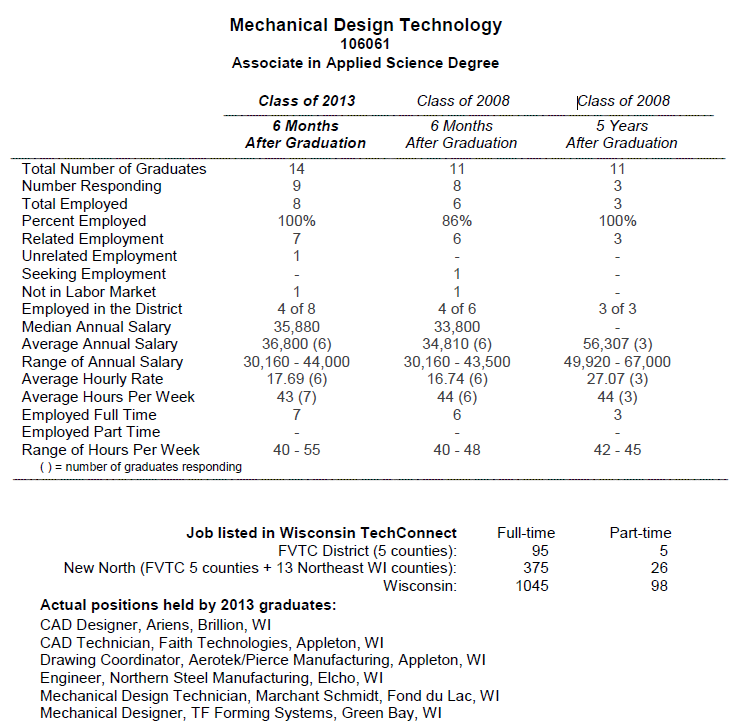 Mechanical Design Technology
106061
Associate in Applied Science Degree
Class of 2013 Class of 2008 Class of 2008
6 Months 6 Months 5 Years
After Graduation After Graduation After Graduation
Total Number of Graduates 14 11 11
Number Responding 9 8 3
Total Employed 8 6 3
Percent Employed 100% 86% 100%
Related Employment 7 6 3
Unrelated Employment 1 - -
Seeking Employment - 1 -
Not in Labor Market 1 1 -
Employed in the District 4 of 8 4 of 6 3 of 3
Median Annual Salary 35,880 33,800 -
Average Annual Salary 36,800 (6) 34,810 (6) 56,307 (3)
Range of Annual Salary 30,160 - 44,000 30,160 - 43,500 49,920 - 67,000
Average Hourly Rate 17.69 (6) 16.74 (6) 27.07 (3)
Average Hours Per Week 43 (7) 44 (6) 44 (3)
Employed Full Time 7 6 3
Employed Part Time - - -
Range of Hours Per Week 40 - 55 40 - 48 42 - 45
( ) = number of graduates responding
Job listed in Wisconsin TechConnect Full-time Part-time
FVTC District (5 counties): 95 5
New North (FVTC 5 counties + 13 Northeast WI counties): 375 26
Wisconsin: 1045 98
Actual positions held by 2013 graduates:
CAD Designer, Ariens, Brillion, WI
CAD Technician, Faith Technologies, Appleton, WI
Drawing Coordinator, Aerotek/Pierce Manufacturing, Appleton, WI
Engineer, Northern Steel Manufacturing, Elcho, WI
Mechanical Design Technician, Marchant Schmidt, Fond du Lac, WI
Mechanical Designer, TF Forming Systems, Green Bay, WI